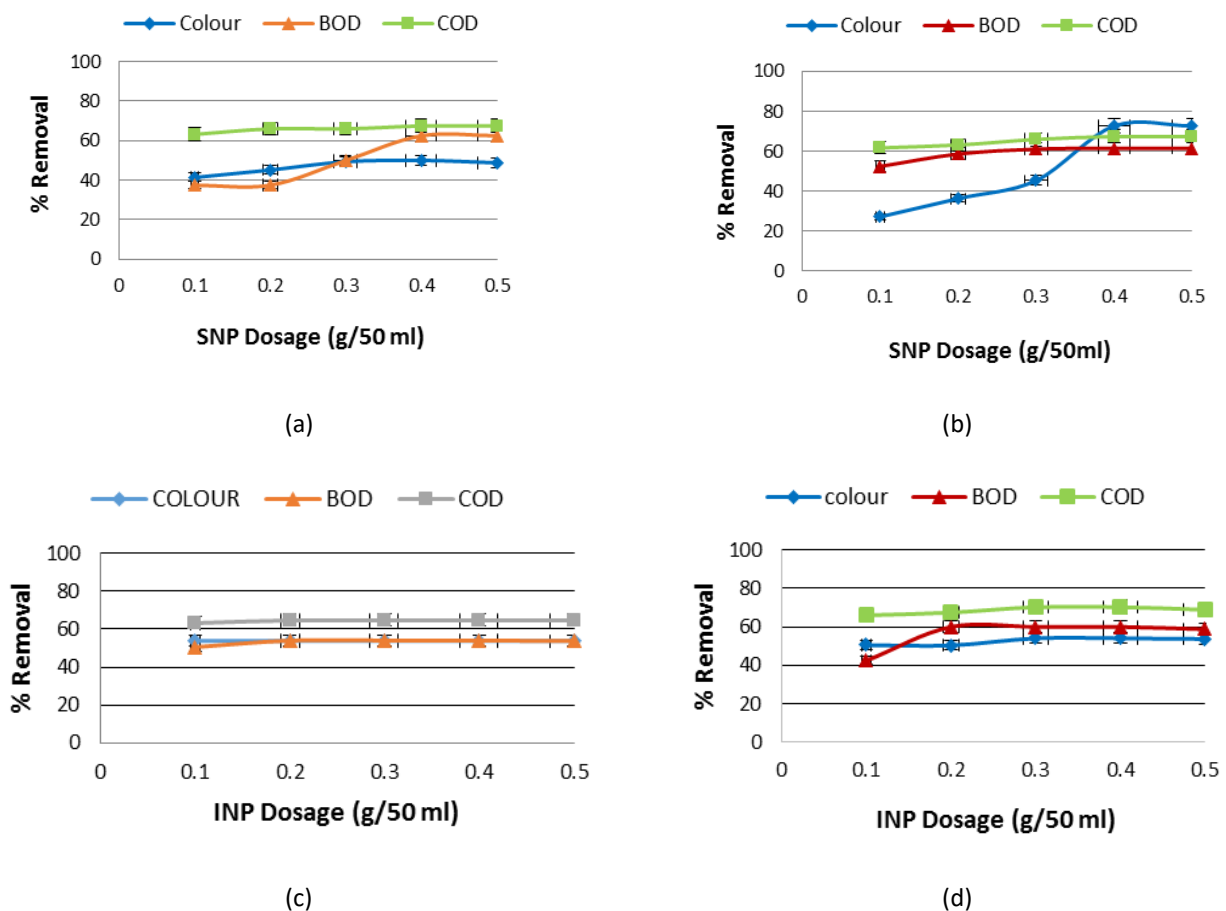 Colour BOD COD
100
80
60
40
20
0
% Removal
0 0.1 0.2 0.3 0.4 0.5
SNP Dosage (g/50 ml)
(a)
Colour BOD COD
100
80
60
40
20
0
% Removal
0 0.1 0.2 0.3 0.4 0.5
SNP Dosage (g/50ml)
(b)
COLOUR BOD COD
100
80
60
40
20
0
% Removal
0 0.1 0.2 0.3 0.4 0.5
INP Dosage (g/50 ml)
(c)
colour BOD COD
100
80
60
40
20
0
% Removal
0 0.1 0.2 0.3 0.4 0.5
INP Dosage (g/50 ml)
(d)